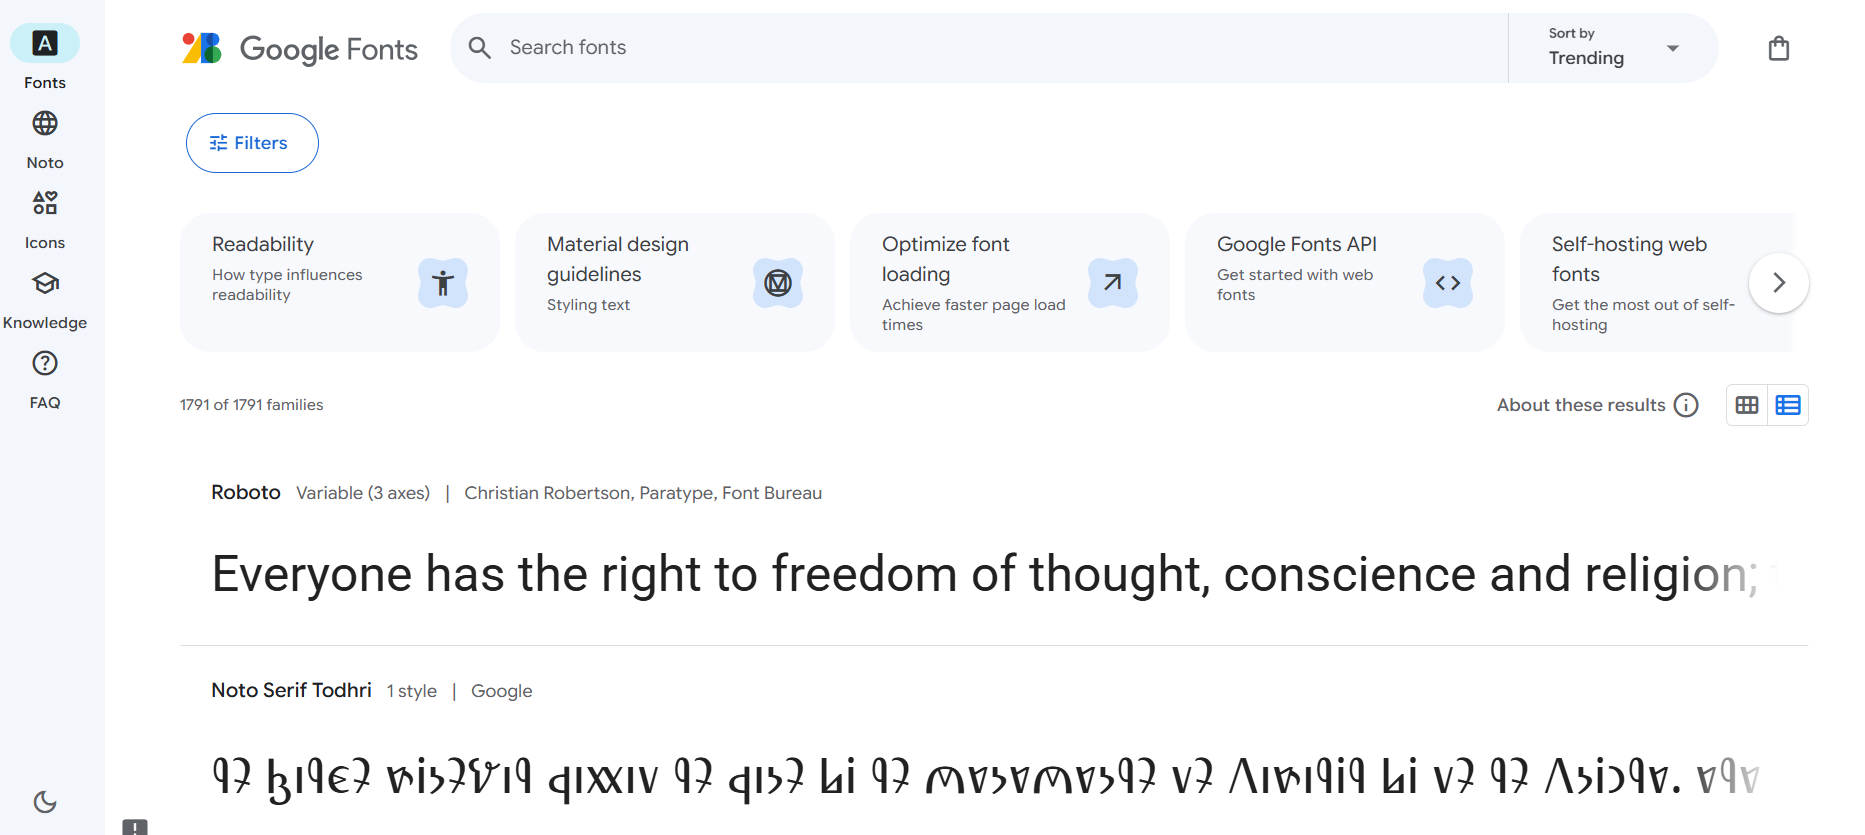 Fonts
Noto
Icons
Knowledge
FAQ
Google Fonts
Search fonts
Sort by
Trending
Filters
Readability
How type influences
readability
Material design
guidelines
Styling text
Optimize font
loading
Achieve faster page load
times
Google Fonts API
Get started with web
fonts
Self-hosting web
fonts
Get the most out of self-
hosting
1791 of 1791 families
About these results
Roboto Variable (3 axes) | Christian Robertson, Paratype, Font Bureau
Everyone has the right to freedom of thought, conscience and religion;
Noto Serif Todhri 1 style | Google